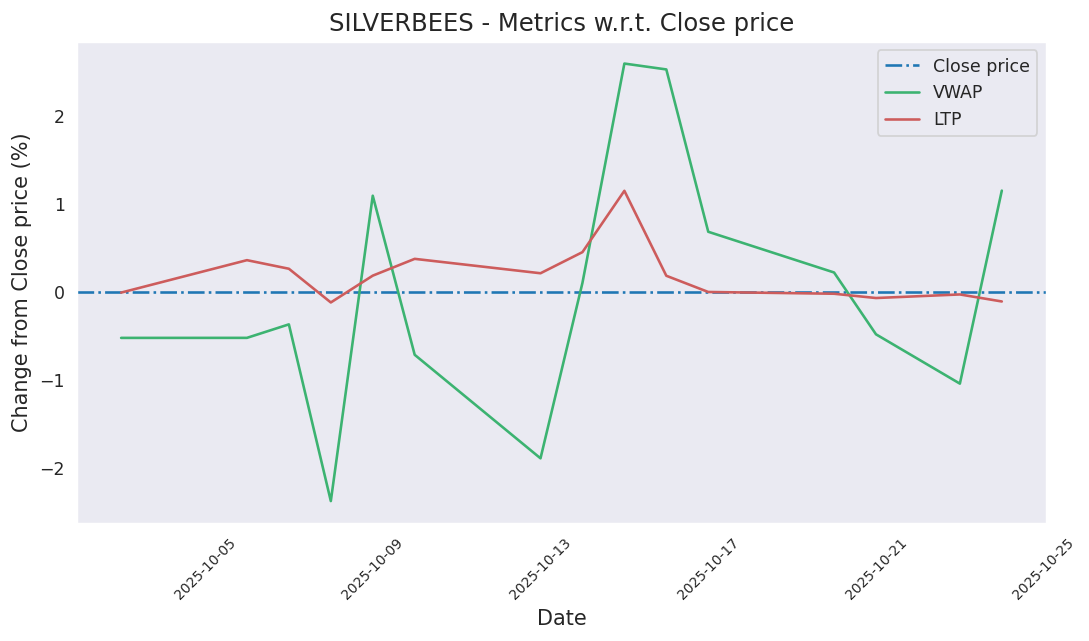 SILVERBEES - Metrics w.r.t. Close price
Close price
VWAP
LTP
Change from Close price (%)
2
1
0
−1
−2
2025-10-05
2025-10-09
2025-10-13
2025-10-17
2025-10-21
2025-10-25
Date